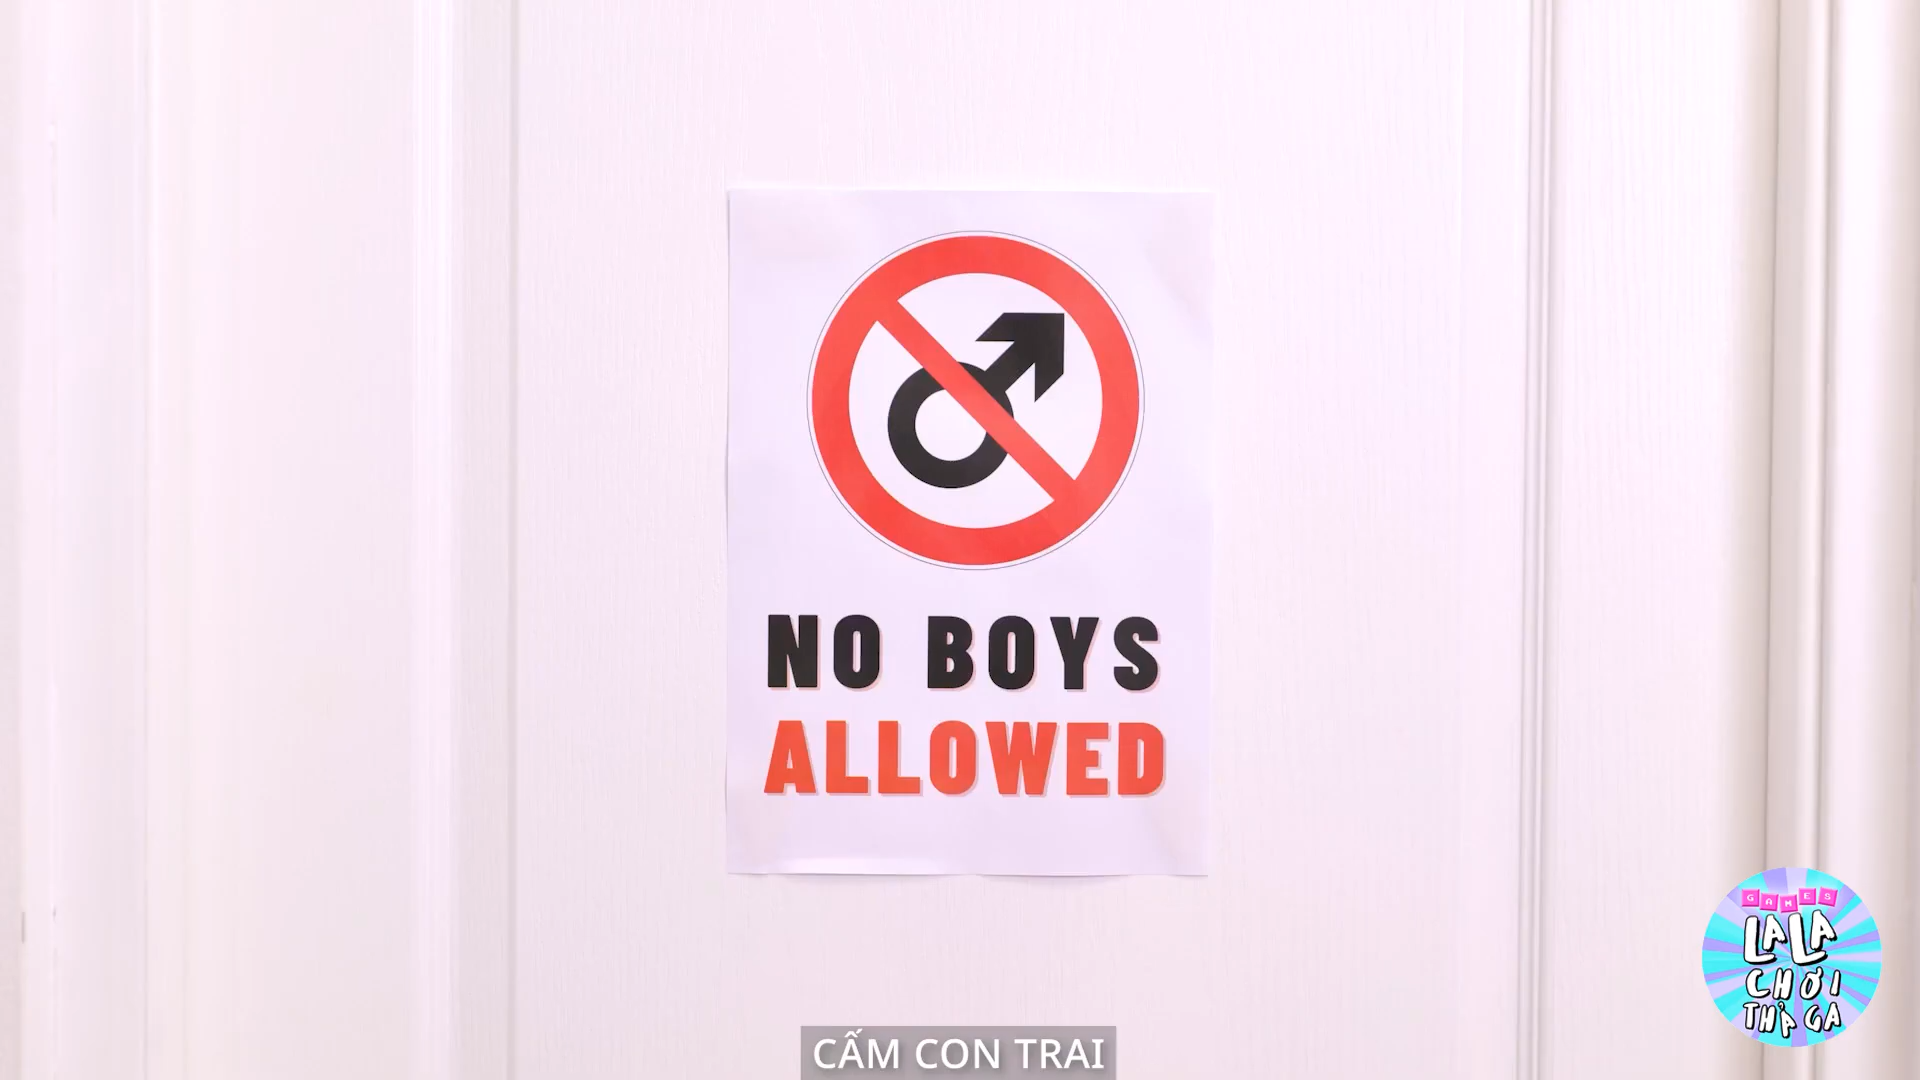 NO BOYS
ALLOWED
GAMES
LA LA
CHƠI
THẢ GA
CẤM CON TRAI